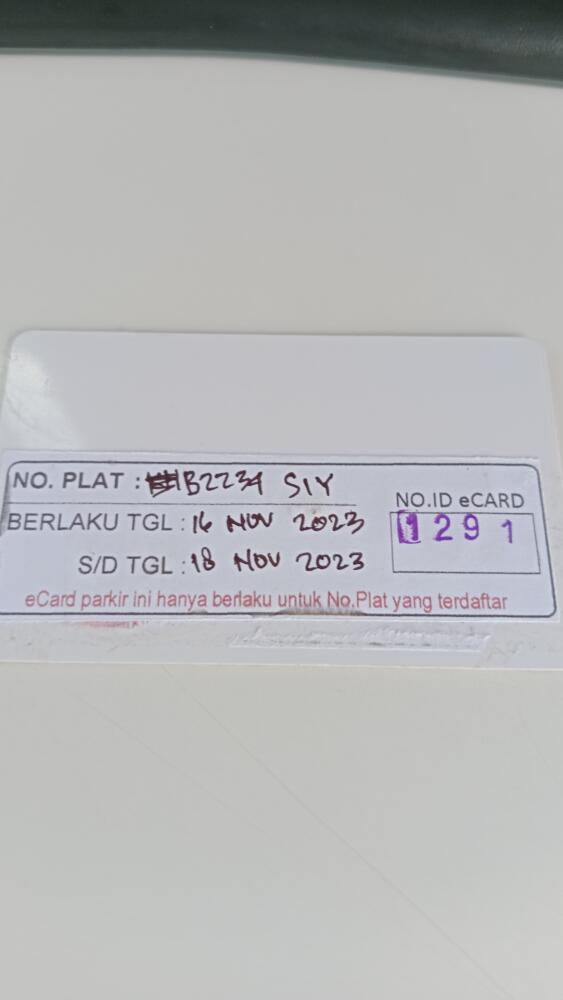 NO. PLAT : B2234 SIY
NO.ID eCARD
BERLAKU TGL : 16 NOV 2023
1291
S/D TGL : 18 NOV 2023
eCard parkir ini hanya berlaku untuk No.Plat yang terdaftar